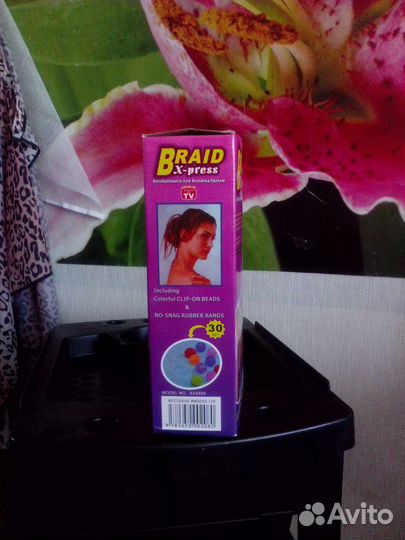 BRAID
X-press
Revolutionary New Braiding System
TV
Including
Colorful CLIP-ON BEADS
&
NO-SNAG RUBBER BANDS
30
MODEL NO.
Avito